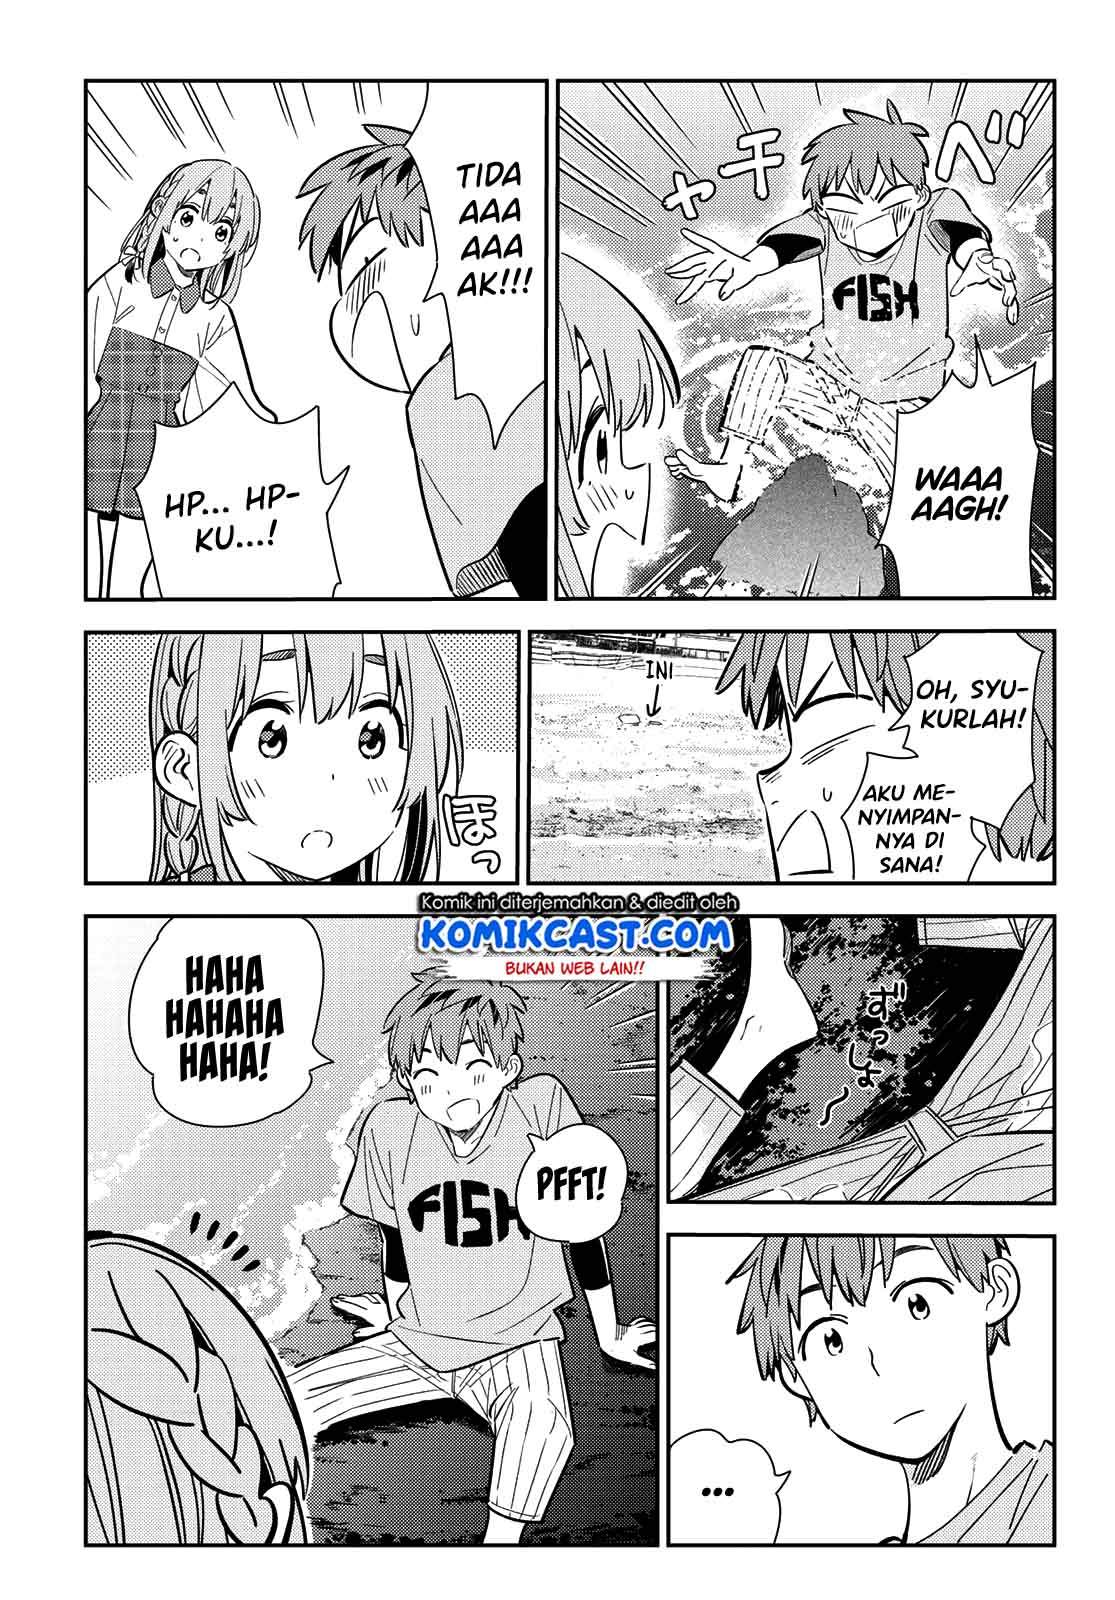 ベチャ
FISH
WAAA
AAGH!
TIDA
AAAA
AAAA
AK!!!
HP... HP-
KU...!
OH, SYU-
KURLAH!
AKU ME-
NYIMPAN-
NYA DI
SANA!
INI
ほっ
Komik ini diterjemahkan & diedit oleh
KOMIKCAST.COM
BUKAN WEB LAIN!!
ずっしょ〜
...
PFFT!
FISH
HAHA
HAHAHA
HAHA!